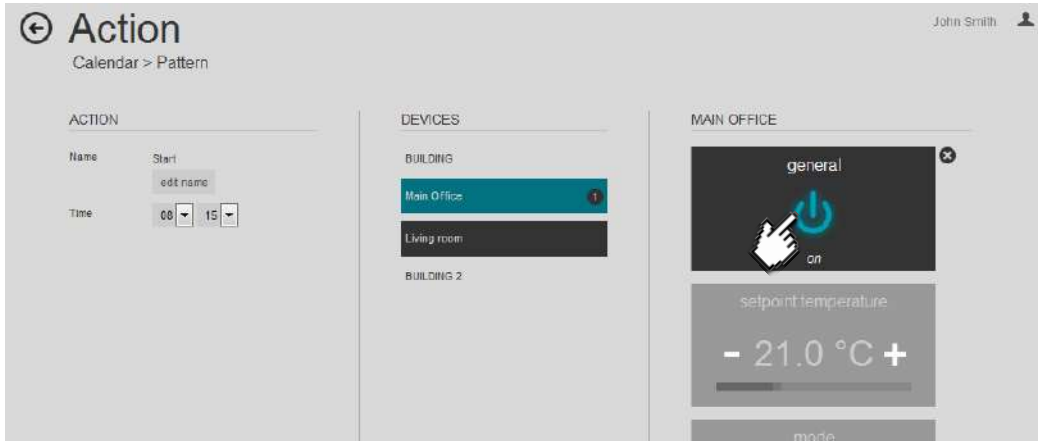 Action
John Smith
Calendar > Pattern
ACTION
Name
Start
edit name
Time
08
15
DEVICES
BUILDING
Main Office
1
Living room
BUILDING 2
MAIN OFFICE
general
on
setpoint temperature
- 21.0 °C +
mode